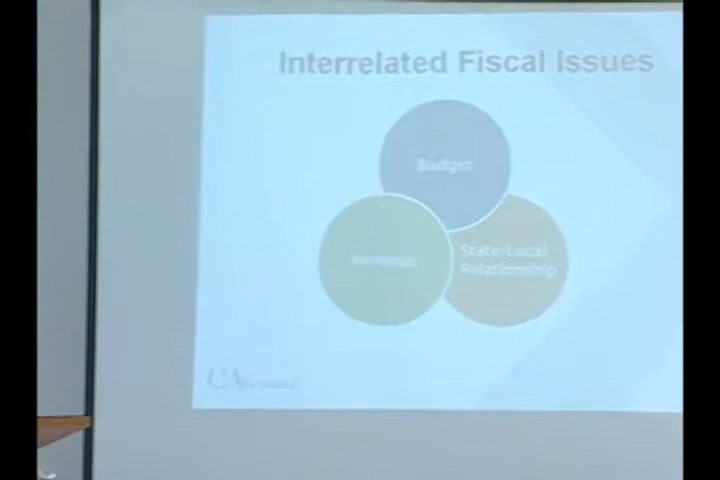 Interrelated Fiscal Issues
Budget
Revenue
State/Local
Relationship